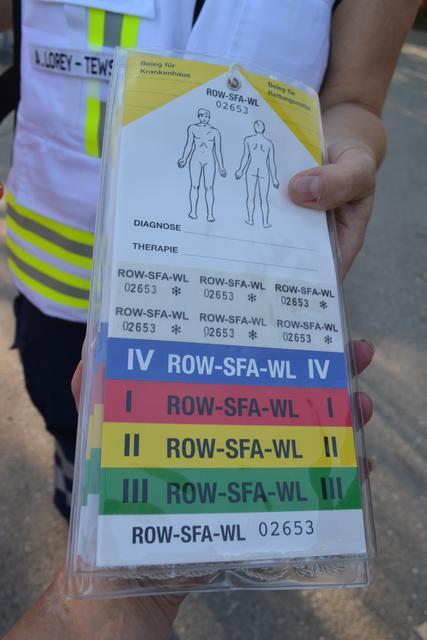 A.LOREY - TEWS
Beleg für
Krankenhaus
Beleg für
Rettungsmittel
ROW-SFA-WL
02653
DIAGNOSE
THERAPIE
ROW-SFA-WL ROW-SFA-WL ROW-SFA-WL
02653 * 02653 * 02653 *
ROW-SFA-WL ROW-SFA-WL ROW-SFA-WL
02653 * 02653 * 02653 *
IV ROW-SFA-WL IV
I ROW-SFA-WL I
II ROW-SFA-WL II
III ROW-SFA-WL III
ROW-SFA-WL 02653